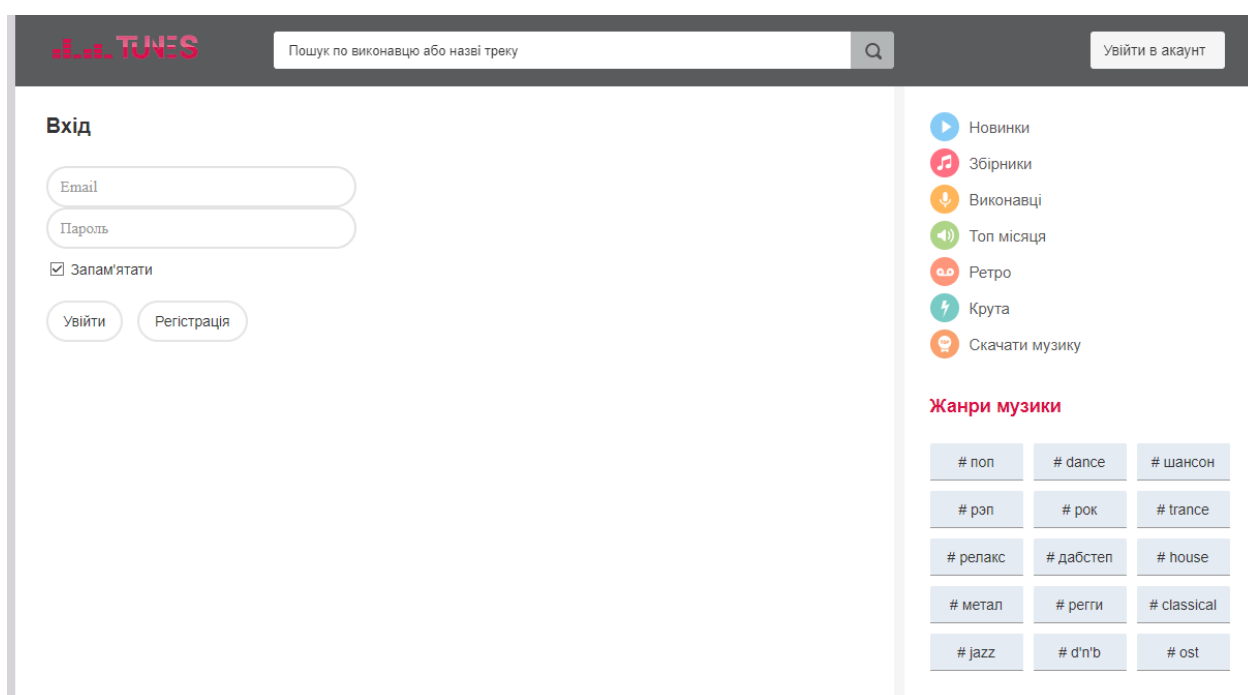 TUNES
Пошук по виконавцю або назві треку
Увійти в акаунт
Вхід
Email
Пароль
Запам'ятати
Увійти Регістрація
Новинки
Збірники
Виконавці
Топ місяця
Ретро
Крута
Скачати музику
Жанри музики
# поп # dance # шансон
# рэп # рок # trance
# релакс # дабстеп # house
# метал # регги # classical
# jazz # d'n'b # ost